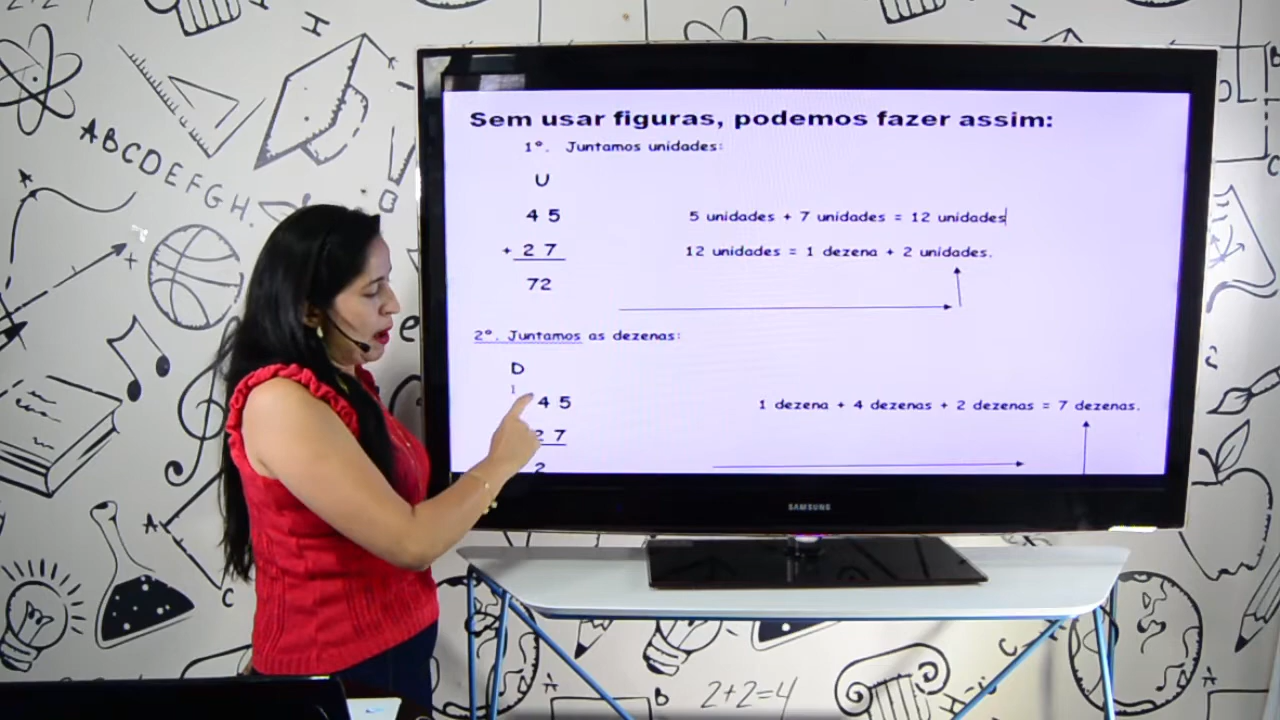 Sem usar figuras, podemos fazer assim:
1º. Juntamos unidades:
U
4 5
5 unidades + 7 unidades = 12 unidades
+ 2 7
12 unidades = 1 dezena + 2 unidades.
72
2º. Juntamos as dezenas:
D
1
4 5
1 dezena + 4 dezenas + 2 dezenas = 7 dezenas.
2 7
2
SAMSUNG
ABCDEFGH
H
I
A
C
A
B
2+2=4
C
H
A
B
C